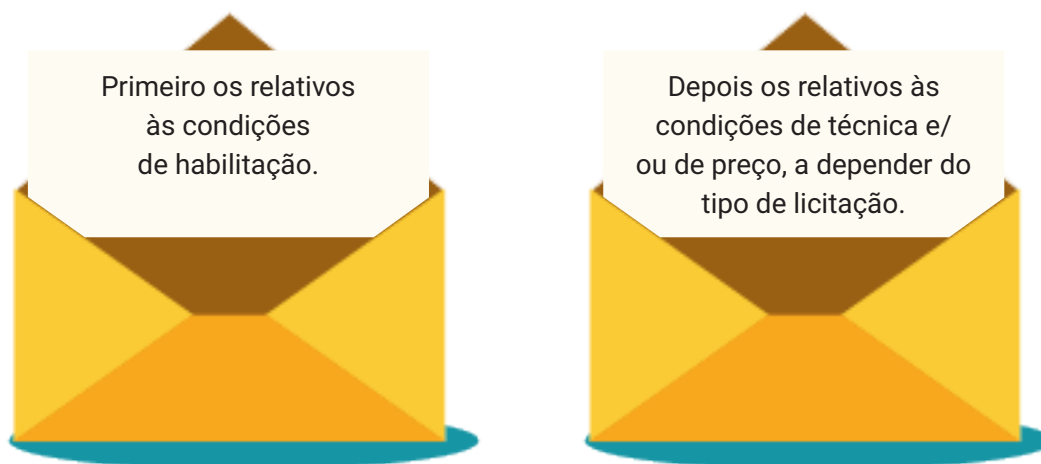 Primeiro os relativos
às condições
de habilitação.
Depois os relativos às
condições de técnica e/
ou de preço, a depender do
tipo de licitação.